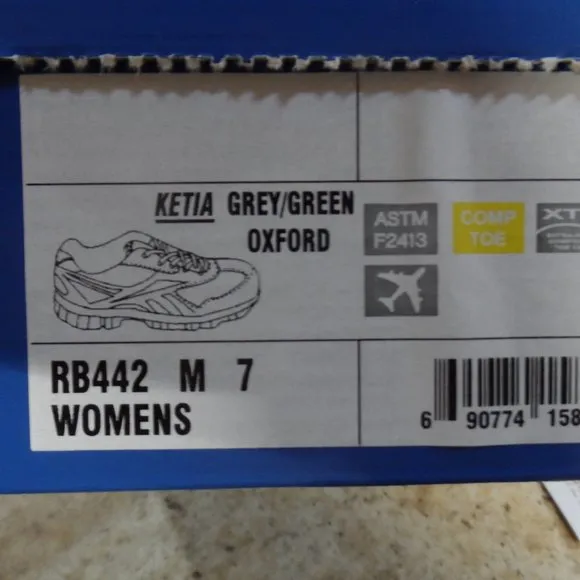 KETIA GREY/GREEN
OXFORD
ASTM
F2413
COMP
TOE
XT
RB442 M 7
WOMENS
6 90774 158